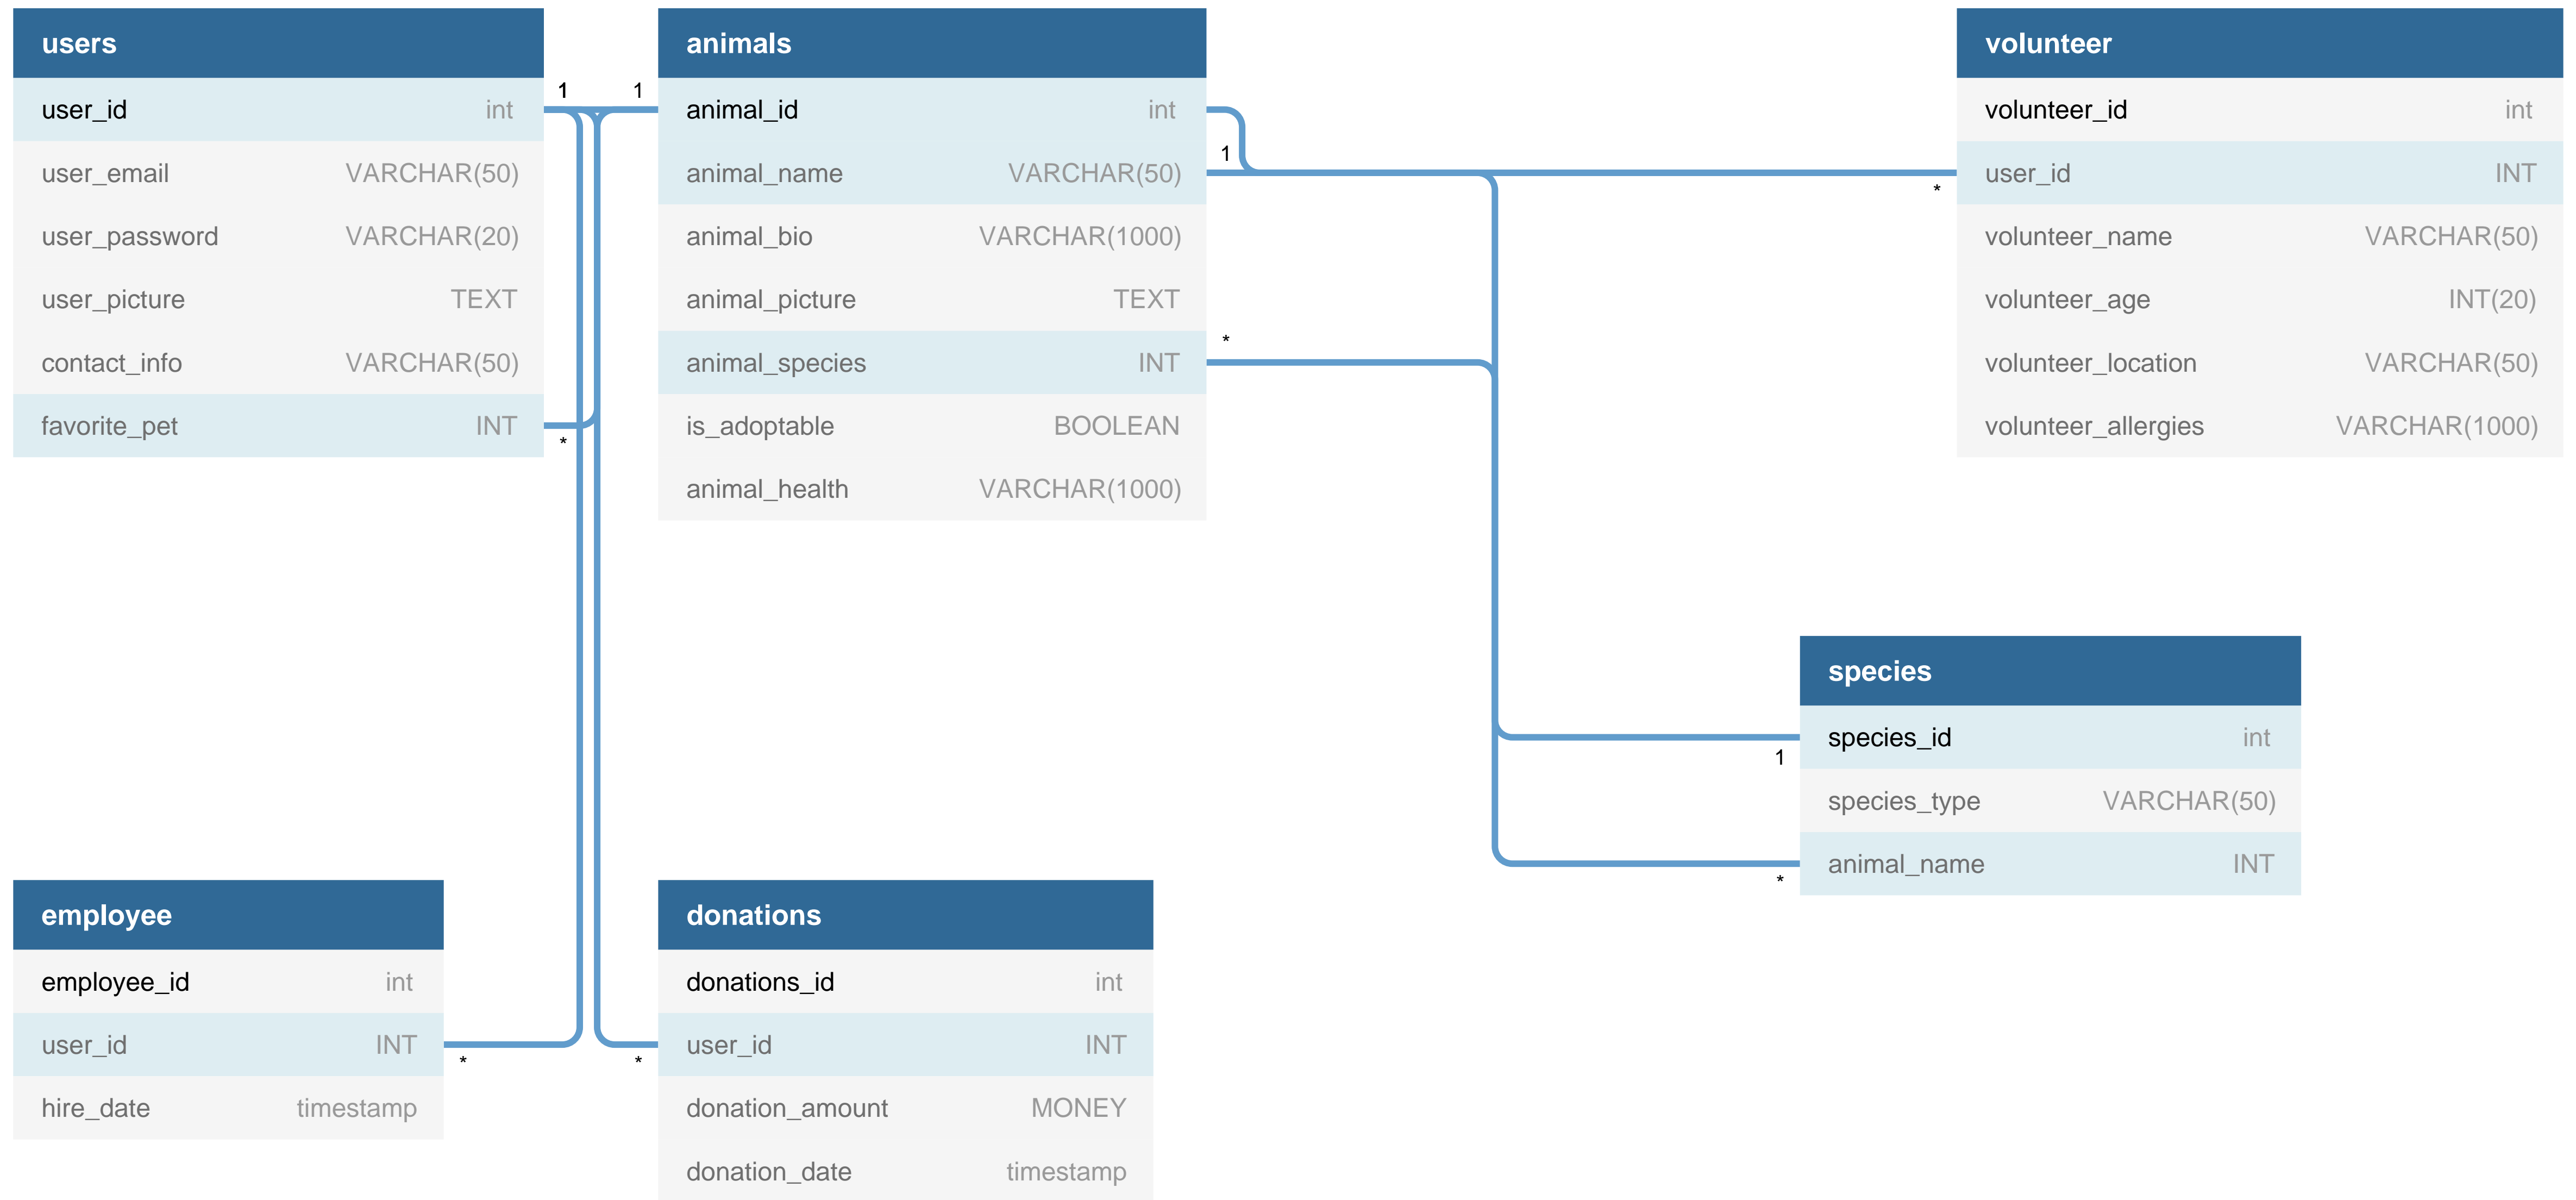 users
user_id int
user_email VARCHAR(50)
user_password VARCHAR(20)
user_picture TEXT
contact_info VARCHAR(50)
favorite_pet INT
1
*
1
animals
animal_id int
animal_name VARCHAR(50)
animal_bio VARCHAR(1000)
animal_picture TEXT
animal_species INT
is_adoptable BOOLEAN
animal_health VARCHAR(1000)
1
*
*
volunteer
volunteer_id int
user_id INT
volunteer_name VARCHAR(50)
volunteer_age INT(20)
volunteer_location VARCHAR(50)
volunteer_allergies VARCHAR(1000)
species
species_id int
species_type VARCHAR(50)
animal_name INT
1
*
employee
employee_id int
user_id INT
hire_date timestamp
*
*
donations
donations_id int
user_id INT
donation_amount MONEY
donation_date timestamp